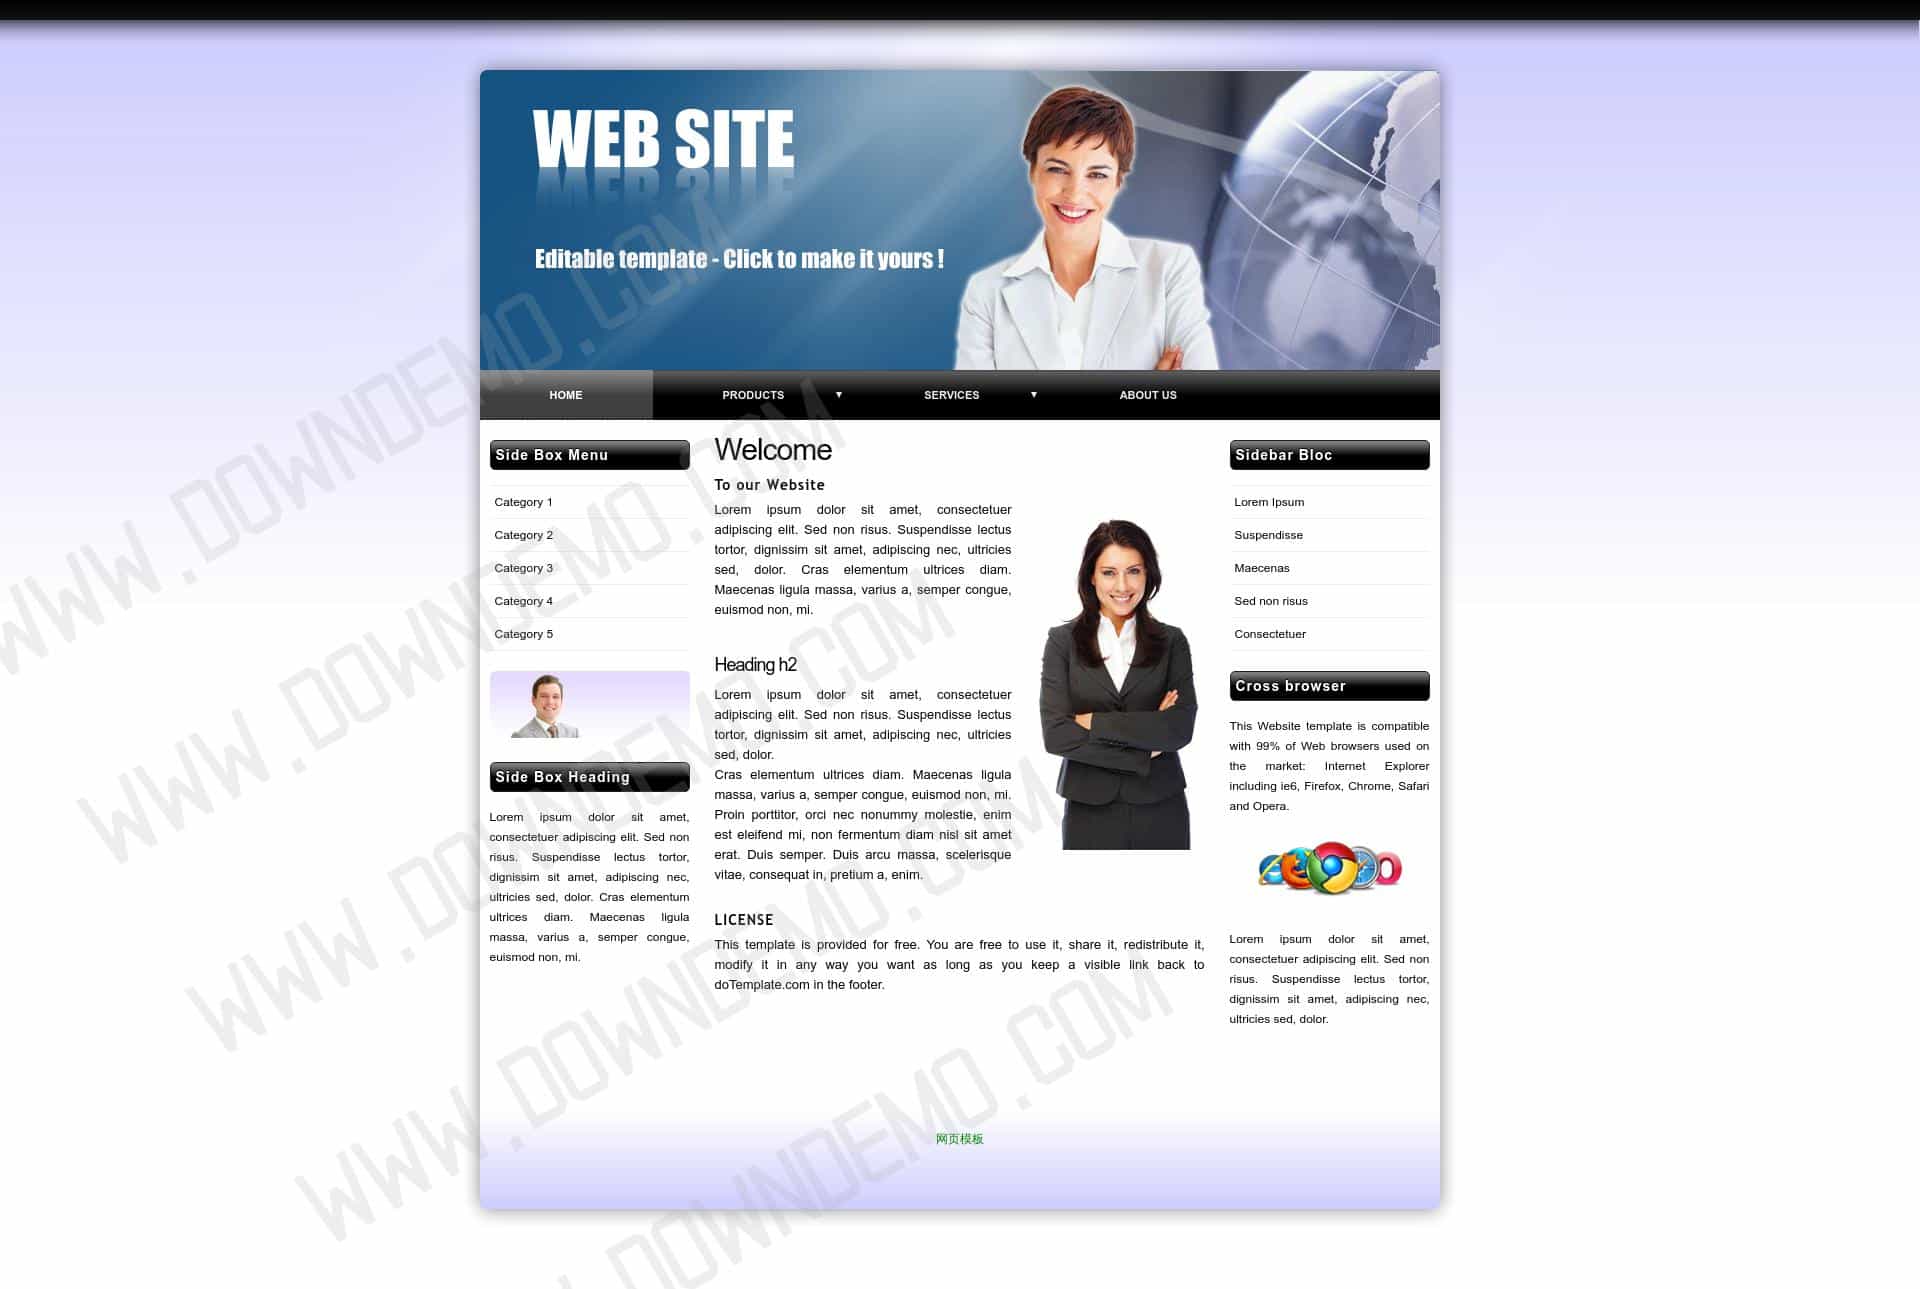 WEB SITE
Editable template - Click to make it yours !
HOME
PRODUCTS ▼
SERVICES ▼
ABOUT US
Side Box Menu
Category 1
Category 2
Category 3
Category 4
Category 5
Side Box Heading
Lorem ipsum dolor sit amet,
consectetuer adipiscing elit. Sed non
risus. Suspendisse lectus tortor,
dignissim sit amet, adipiscing nec,
ultricies sed, dolor. Cras elementum
ultrices diam. Maecenas ligula
massa, varius a, semper congue,
euismod non, mi.
Welcome
To our Website
Lorem ipsum dolor sit amet, consectetuer
adipiscing elit. Sed non risus. Suspendisse lectus
tortor, dignissim sit amet, adipiscing nec, ultricies
sed, dolor. Cras elementum ultrices diam.
Maecenas ligula massa, varius a, semper congue,
euismod non, mi.
Heading h2
Lorem ipsum dolor sit amet, consectetuer
adipiscing elit. Sed non risus. Suspendisse lectus
tortor, dignissim sit amet, adipiscing nec, ultricies
sed, dolor.
Cras elementum ultrices diam. Maecenas ligula
massa, varius a, semper congue, euismod non, mi.
Proin porttitor, orci nec nonummy molestie, enim
est eleifend mi, non fermentum diam nisl sit amet
erat. Duis semper. Duis arcu massa, scelerisque
vitae, consequat in, pretium a, enim.
LICENSE
This template is provided for free. You are free to use it, share it, redistribute it,
modify it in any way you want as long as you keep a visible link back to
doTemplate.com in the footer.
Sidebar Bloc
Lorem Ipsum
Suspendisse
Maecenas
Sed non risus
Consectetuer
Cross browser
This Website template is compatible
with 99% of Web browsers used on
the market: Internet Explorer
including ie6, Firefox, Chrome, Safari
and Opera.
Lorem ipsum dolor sit amet,
consectetuer adipiscing elit. Sed non
risus. Suspendisse lectus tortor,
dignissim sit amet, adipiscing nec,
ultricies sed, dolor.
网页模板
WWW.DOWNDEMO.COM
WWW.DOWNDEMO.COM
WWW.DOWNDEMO.COM
WWW.DOWNDEMO.COM
W.DOWNDEMO.COM